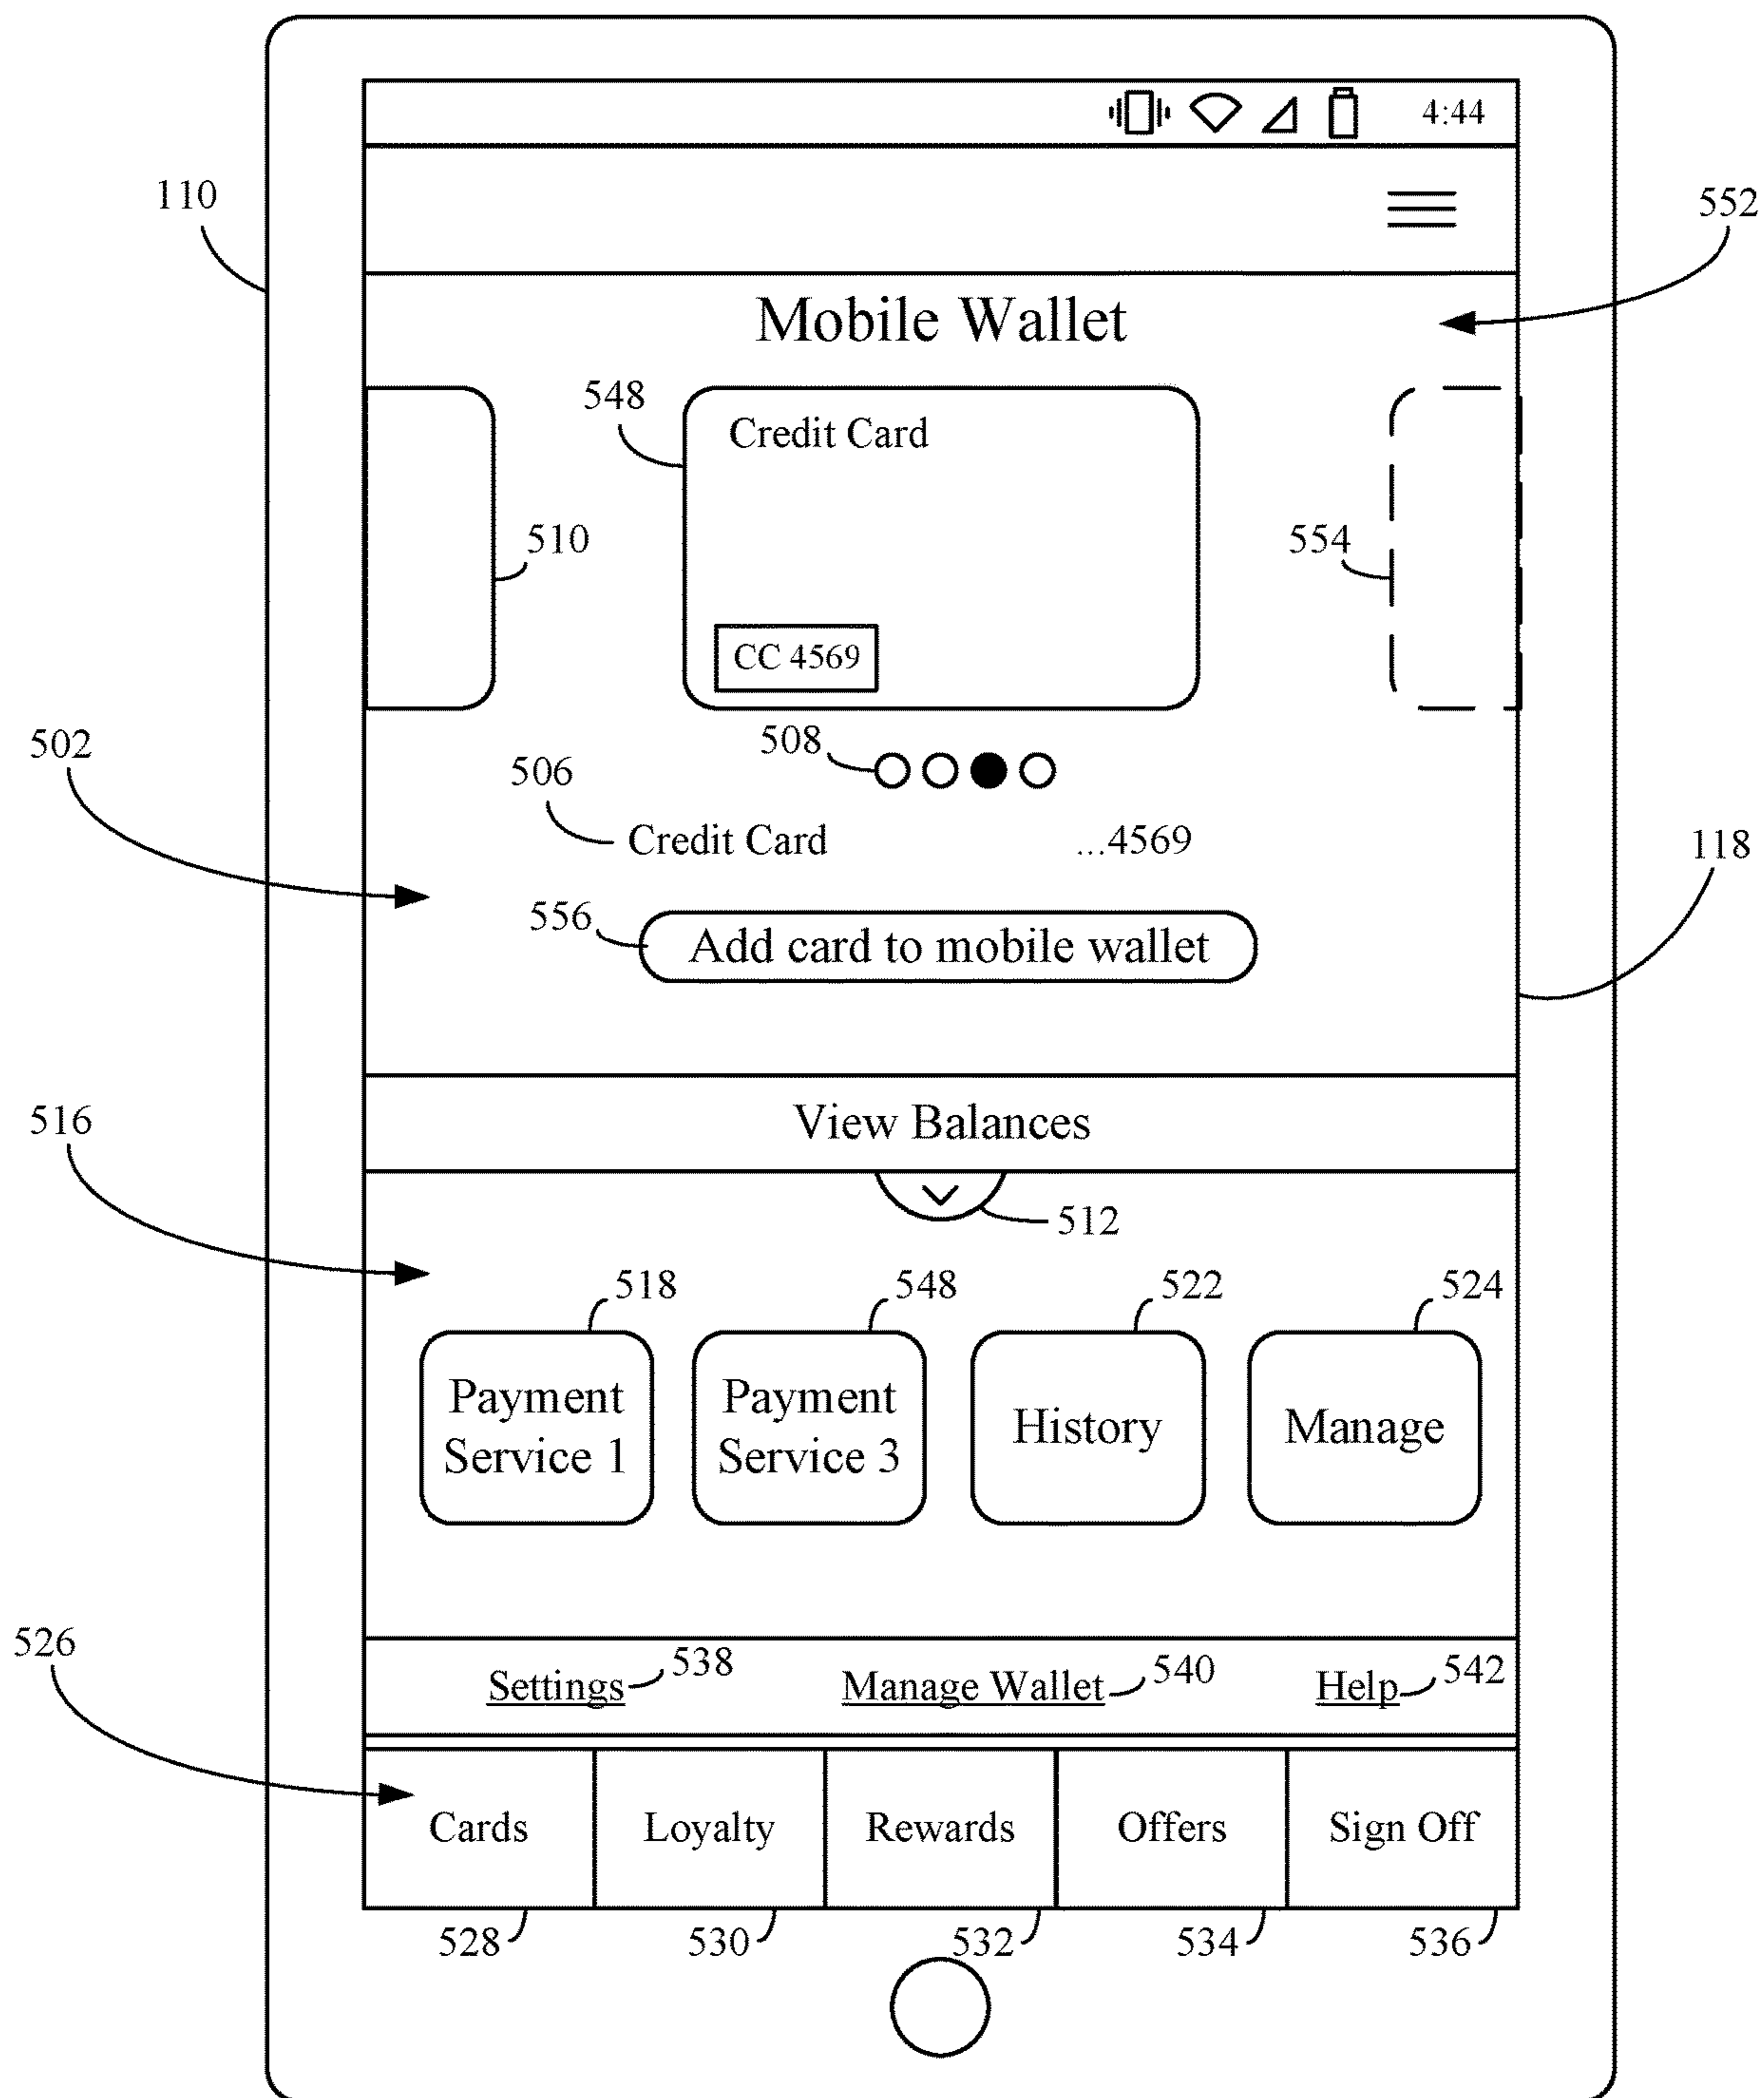 4:44
110
552
Mobile Wallet
548
Credit Card
510
554
CC 4569
502
508
506
Credit Card ...4569
118
556
Add card to mobile wallet
516
View Balances
512
518 548 522 524
Payment Service 1
Payment Service 3
History
Manage
526
Settings 538 Manage Wallet 540 Help 542
Cards Loyalty Rewards Offers Sign Off
528 530 532 534 536